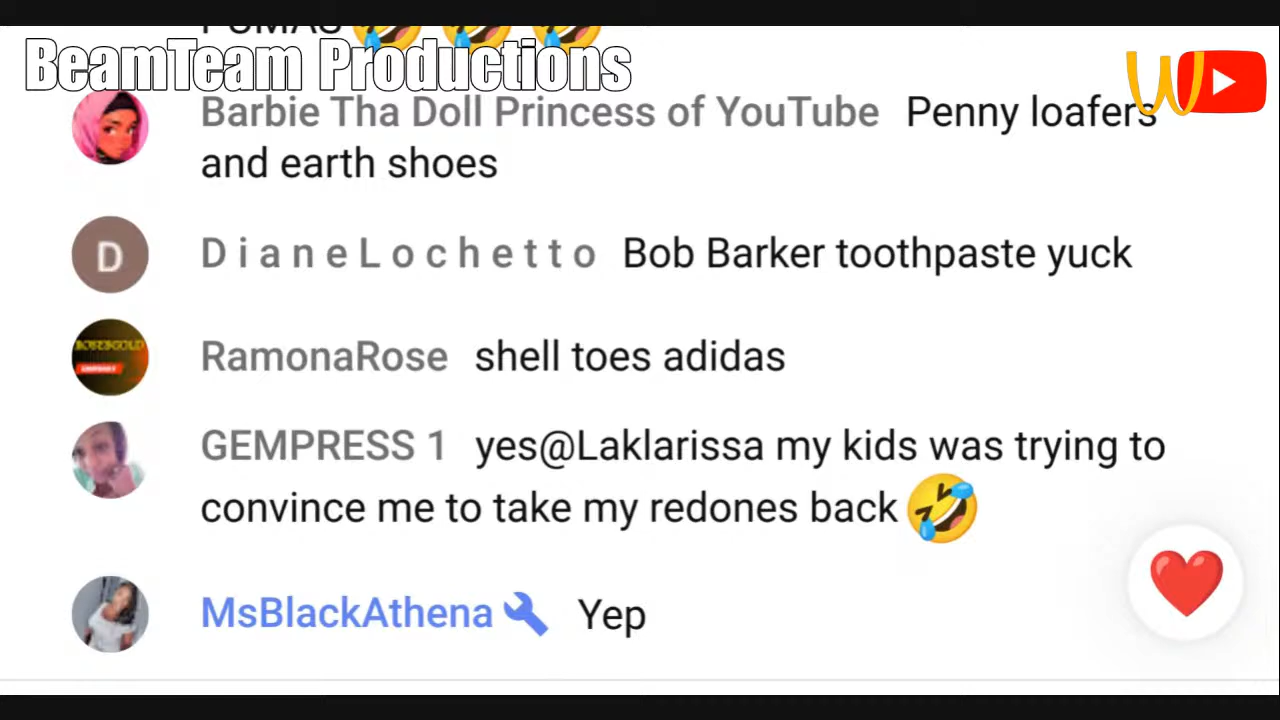 PUMAS🤣🤣🤣
BeamTeam Productions
W
Barbie Tha Doll Princess of YouTube Penny loafers
and earth shoes
D
D i a n e L o c h e t t o Bob Barker toothpaste yuck
ROSEBGOLD
RamonaRose shell toes adidas
GEMPRESS 1 yes@Laklarissa my kids was trying to
convince me to take my redones back🤣
MsBlackAthena Yep